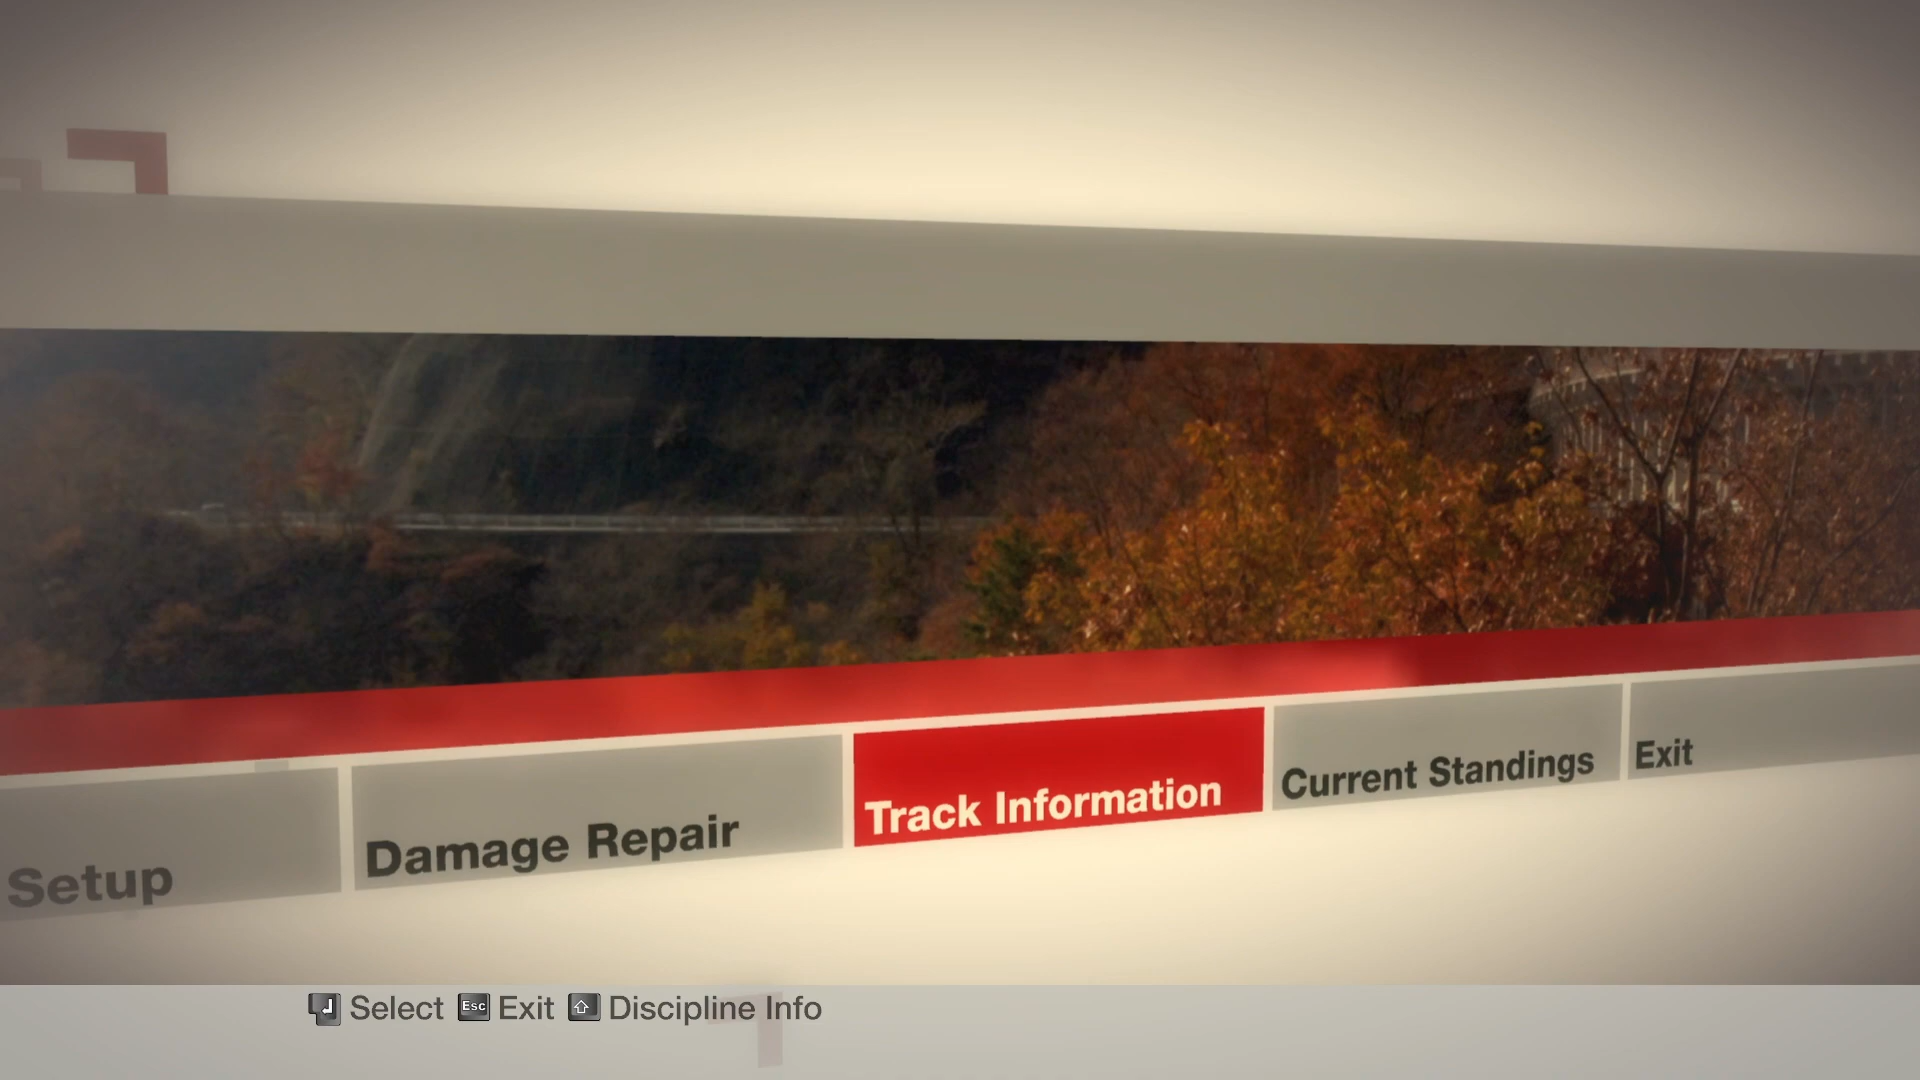 Setup
Damage Repair
Track Information
Current Standings
Exit
Select Esc Exit Discipline Info